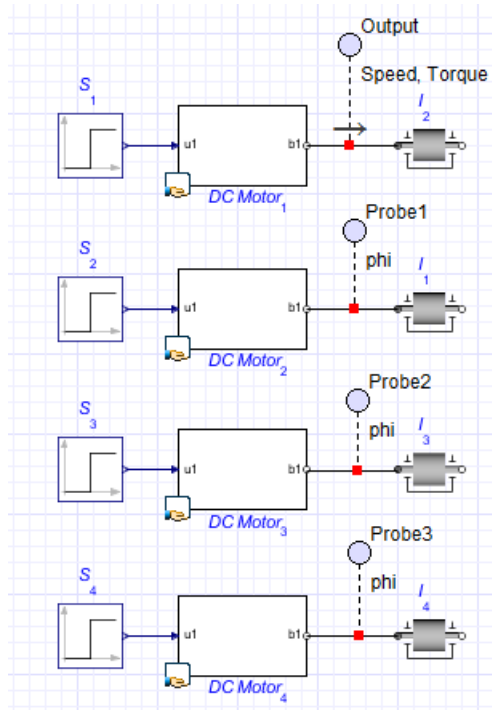 Output
Speed, Torque
S
1
u1
b1
I
2
DC Motor
1
Probe1
phi
S
2
u1
b1
I
1
DC Motor
2
Probe2
phi
S
3
u1
b1
I
3
DC Motor
3
Probe3
phi
S
4
u1
b1
I
4
DC Motor
4